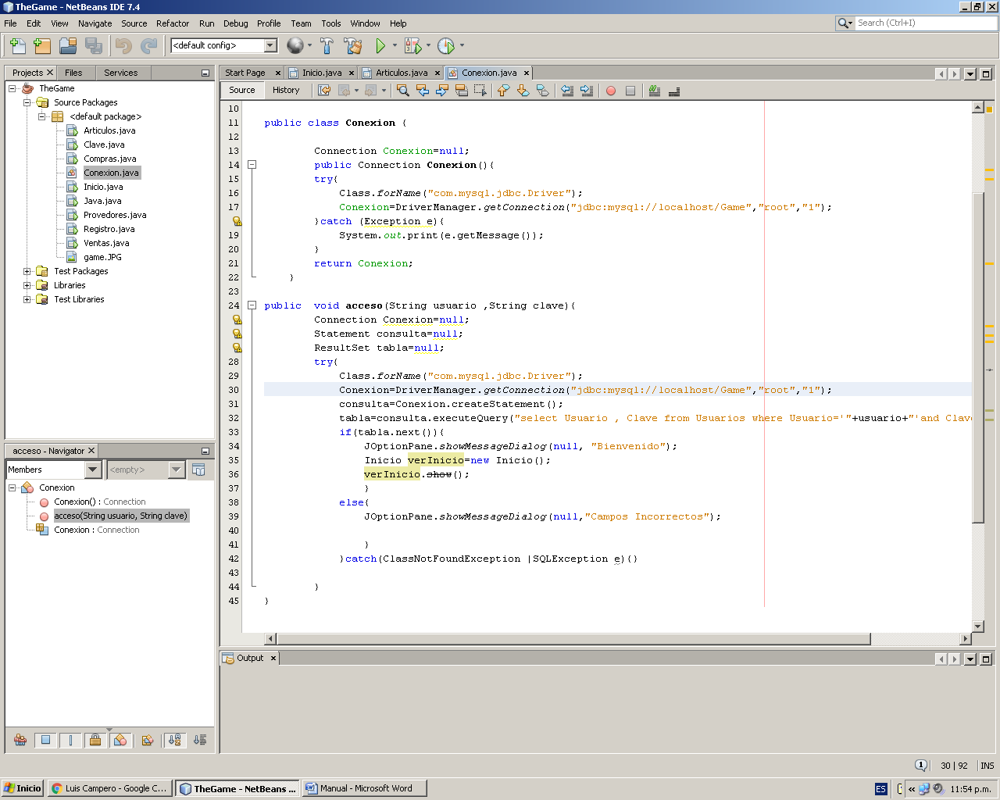 TheGame - NetBeans IDE 7.4
File Edit View Navigate Source Refactor Run Debug Profile Team Tools Window Help
Search (Ctrl+I)
<default config>
Projects Files Services
TheGame
Source Packages
<default package>
Articulos.java
Clave.java
Compras.java
Conexion.java
Inicio.java
Java.java
Provedores.java
Registro.java
Ventas.java
game.JPG
Test Packages
Libraries
Test Libraries
acceso - Navigator
Members <empty>
Conexion
Conexion() : Connection
acceso(String usuario, String clave)
Conexion : Connection
Start Page Inicio.java Articulos.java Conexion.java
Source History
10
11 public class Conexion {
12
13 Connection Conexion=null;
14 public Connection Conexion(){
15 try{
16 Class.forName("com.mysql.jdbc.Driver");
17 Conexion=DriverManager.getConnection("jdbc:mysql://localhost/Game","root","1");
}catch (Exception e){
19 System.out.print(e.getMessage());
20 }
21 return Conexion;
22 }
23
24 public void acceso(String usuario ,String clave){
Connection Conexion=null;
Statement consulta=null;
ResultSet tabla=null;
28 try{
29 Class.forName("com.mysql.jdbc.Driver");
30 Conexion=DriverManager.getConnection("jdbc:mysql://localhost/Game","root","1");
31 consulta=Conexion.createStatement();
32 tabla=consulta.executeQuery("select Usuario , Clave from Usuarios where Usuario='"+usuario+"'and Clave
33 if(tabla.next()){
34 JOptionPane.showMessageDialog(null, "Bienvenido");
35 Inicio verInicio=new Inicio();
36 verInicio.show();
37 }
38 else{
39 JOptionPane.showMessageDialog(null,"Campos Incorrectos");
40
41 }
42 }catch(ClassNotFoundException |SQLException e){}
43
44 }
45 }
Output
1 30 | 92 INS
Inicio Luis Campero - Google C... TheGame - NetBeans ... Manual - Microsoft Word ES « 11:54 p.m.